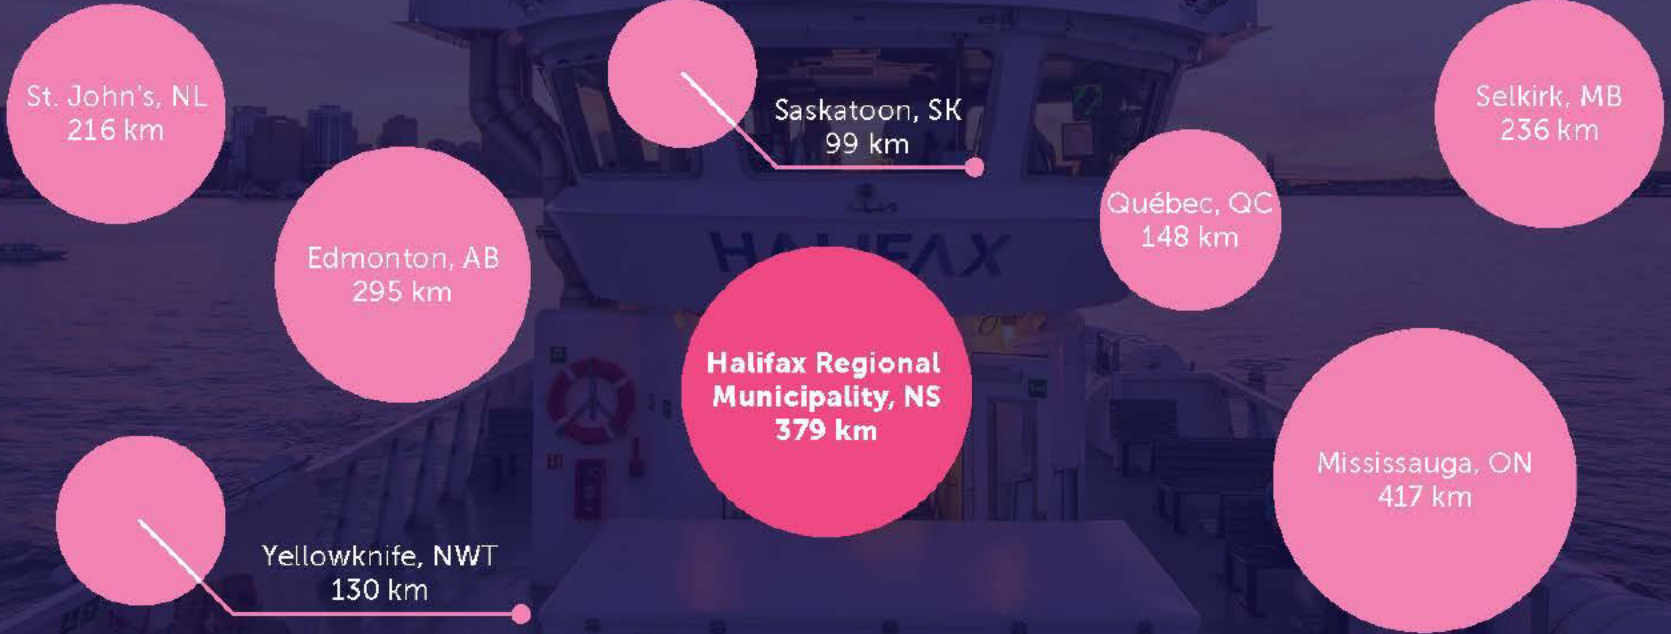 St. John's, NL
216 km
Saskatoon, SK
99 km
Selkirk, MB
236 km
Québec, QC
148 km
Edmonton, AB
295 km
HALIFAX
Halifax Regional
Municipality, NS
379 km
Mississauga, ON
417 km
Yellowknife, NWT
130 km